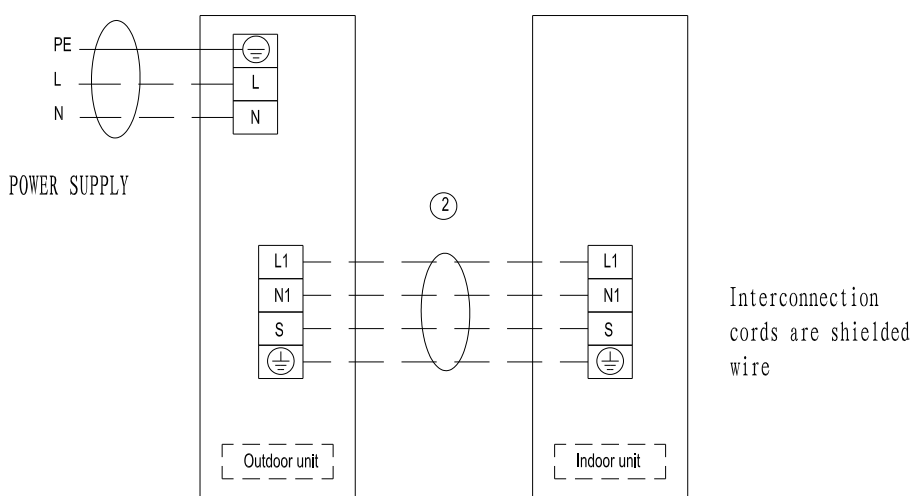 PE
L
N
L
N
POWER SUPPLY
2
L1
N1
S
L1
N1
S
Interconnection
cords are shielded
wire
Outdoor unit
Indoor unit